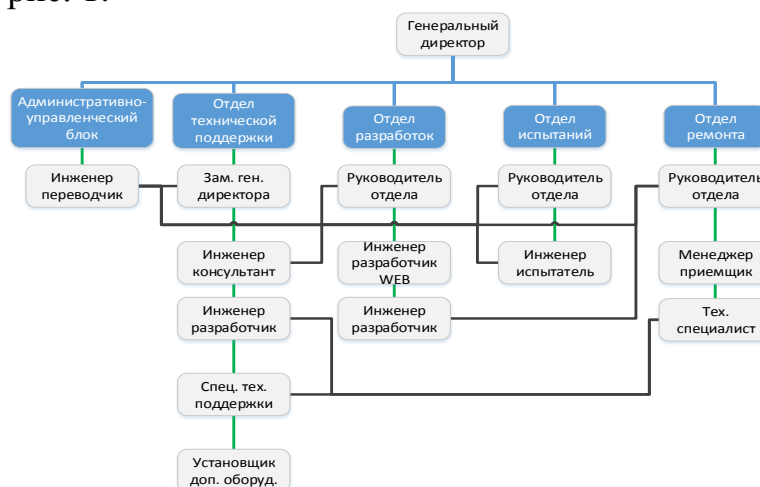 рис. 1.
Генеральный
директор
Административно-
управленческий
блок
Отдел
технической
поддержки
Отдел
разработок
Отдел
испытаний
Отдел
ремонта
Инженер
переводчик
Зам. ген.
директора
Руководитель
отдела
Руководитель
отдела
Руководитель
отдела
Инженер
консультант
Инженер
разработчик
WEB
Инженер
испытатель
Менеджер
приемщик
Инженер
разработчик
Инженер
разработчик
Тех.
специалист
Спец. тех.
поддержки
Установщик
доп. оборуд.